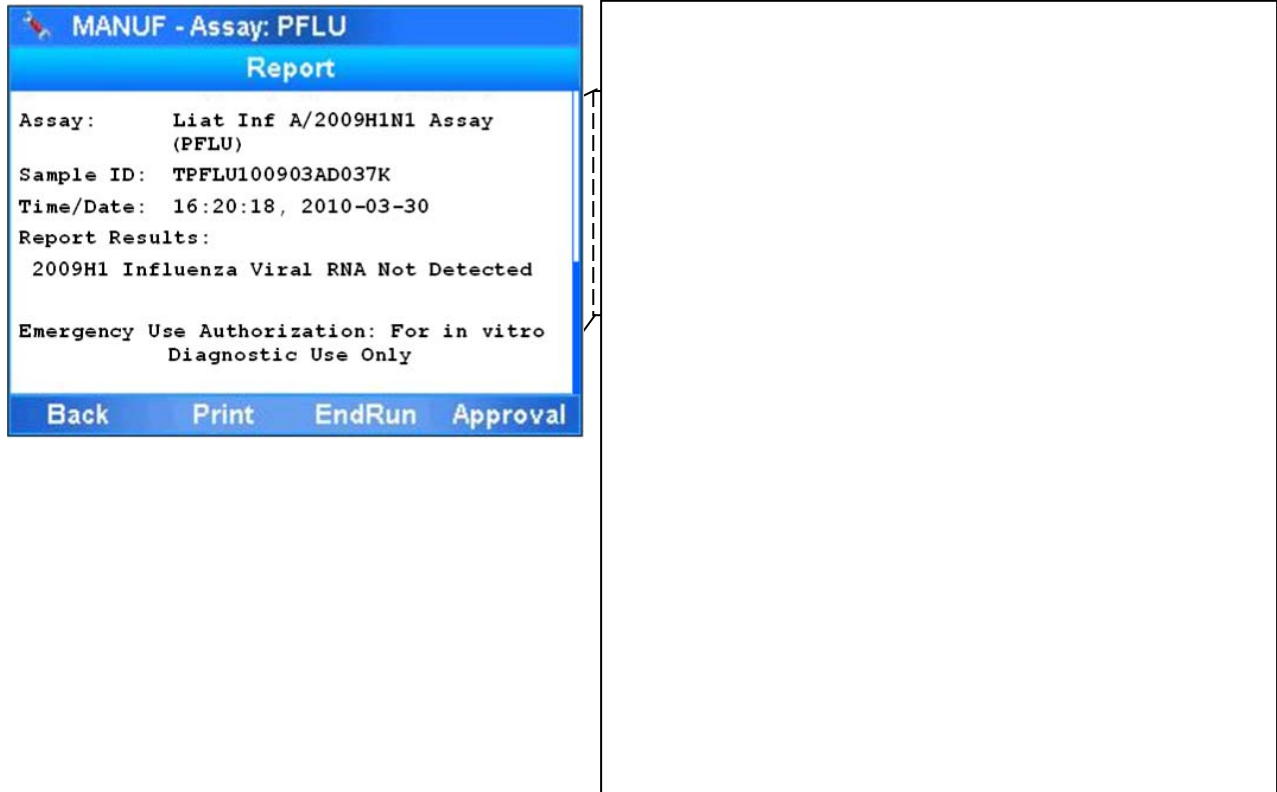 MANUF - Assay: PFLU
Report
Assay: Liat Inf A/2009H1N1 Assay
(PFLU)
Sample ID: TPFLU100903AD037K
Time/Date: 16:20:18, 2010-03-30
Report Results:
2009H1 Influenza Viral RNA Not Detected
Emergency Use Authorization: For in vitro
Diagnostic Use Only
Back Print EndRun Approval